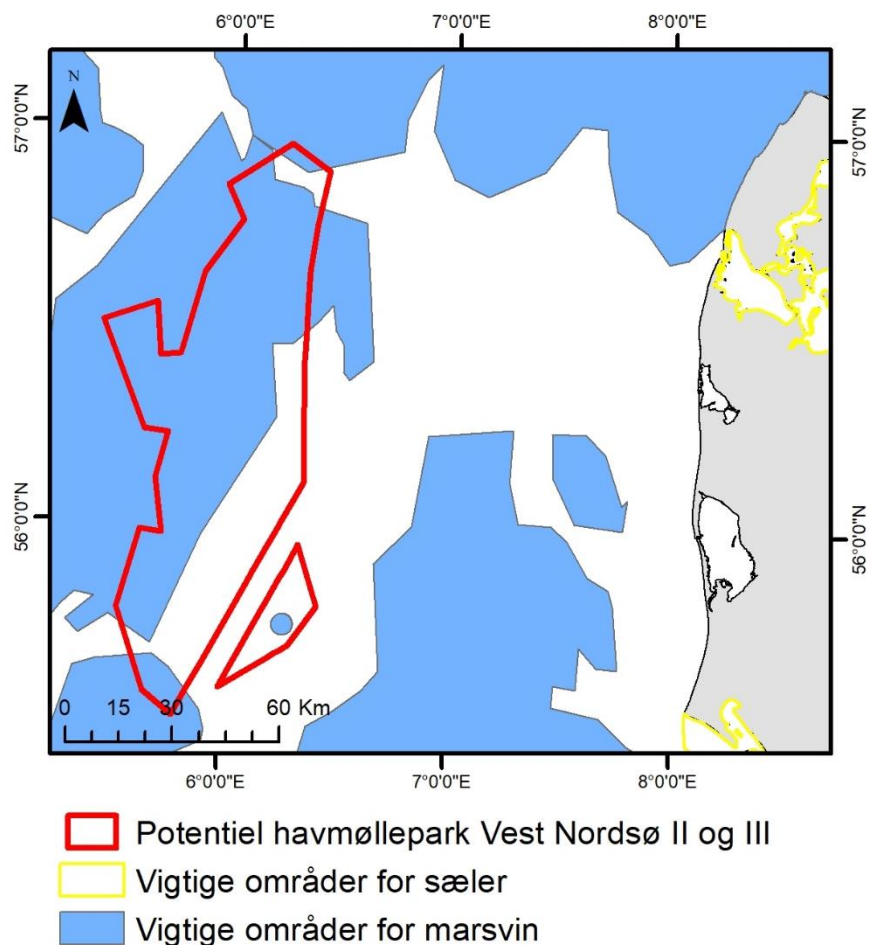 6°0'0"E 7°0'0"E 8°0'0"E
N
57°0'0"N 57°0'0"N
56°0'0"N 56°0'0"N
0 15 30 60 Km
6°0'0"E 7°0'0"E 8°0'0"E
Potentiel havmøllepark Vest Nordsø II og III
Vigtige områder for sæler
Vigtige områder for marsvin